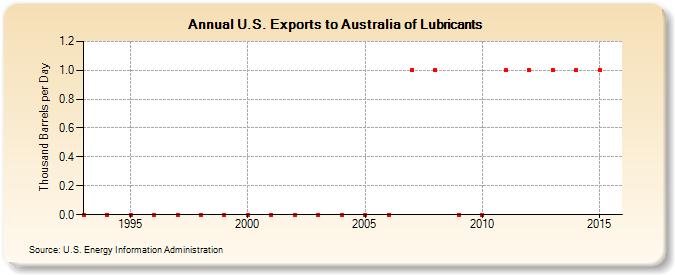 Annual U.S. Exports to Australia of Lubricants
Thousand Barrels per Day
1.2
1.0
0.8
0.6
0.4
0.2
0.0
1995 2000 2005 2010 2015
Source: U.S. Energy Information Administration